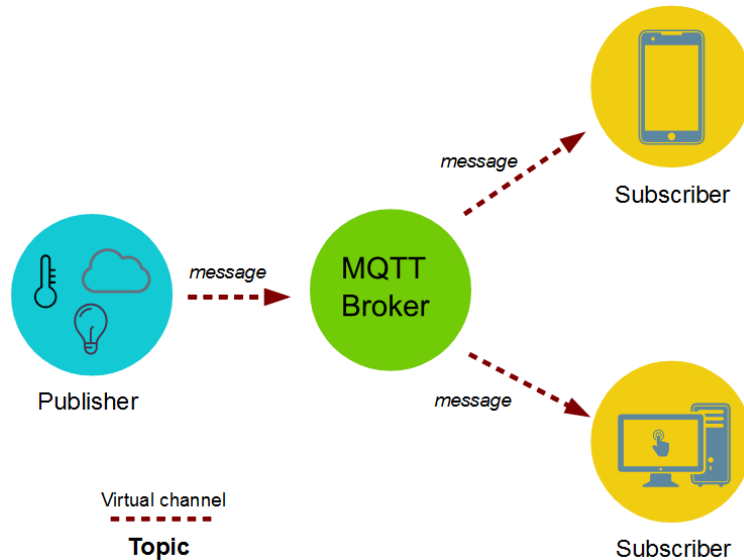 Subscriber
message
message
MQTT
Broker
Publisher
message
Virtual channel
Topic
Subscriber